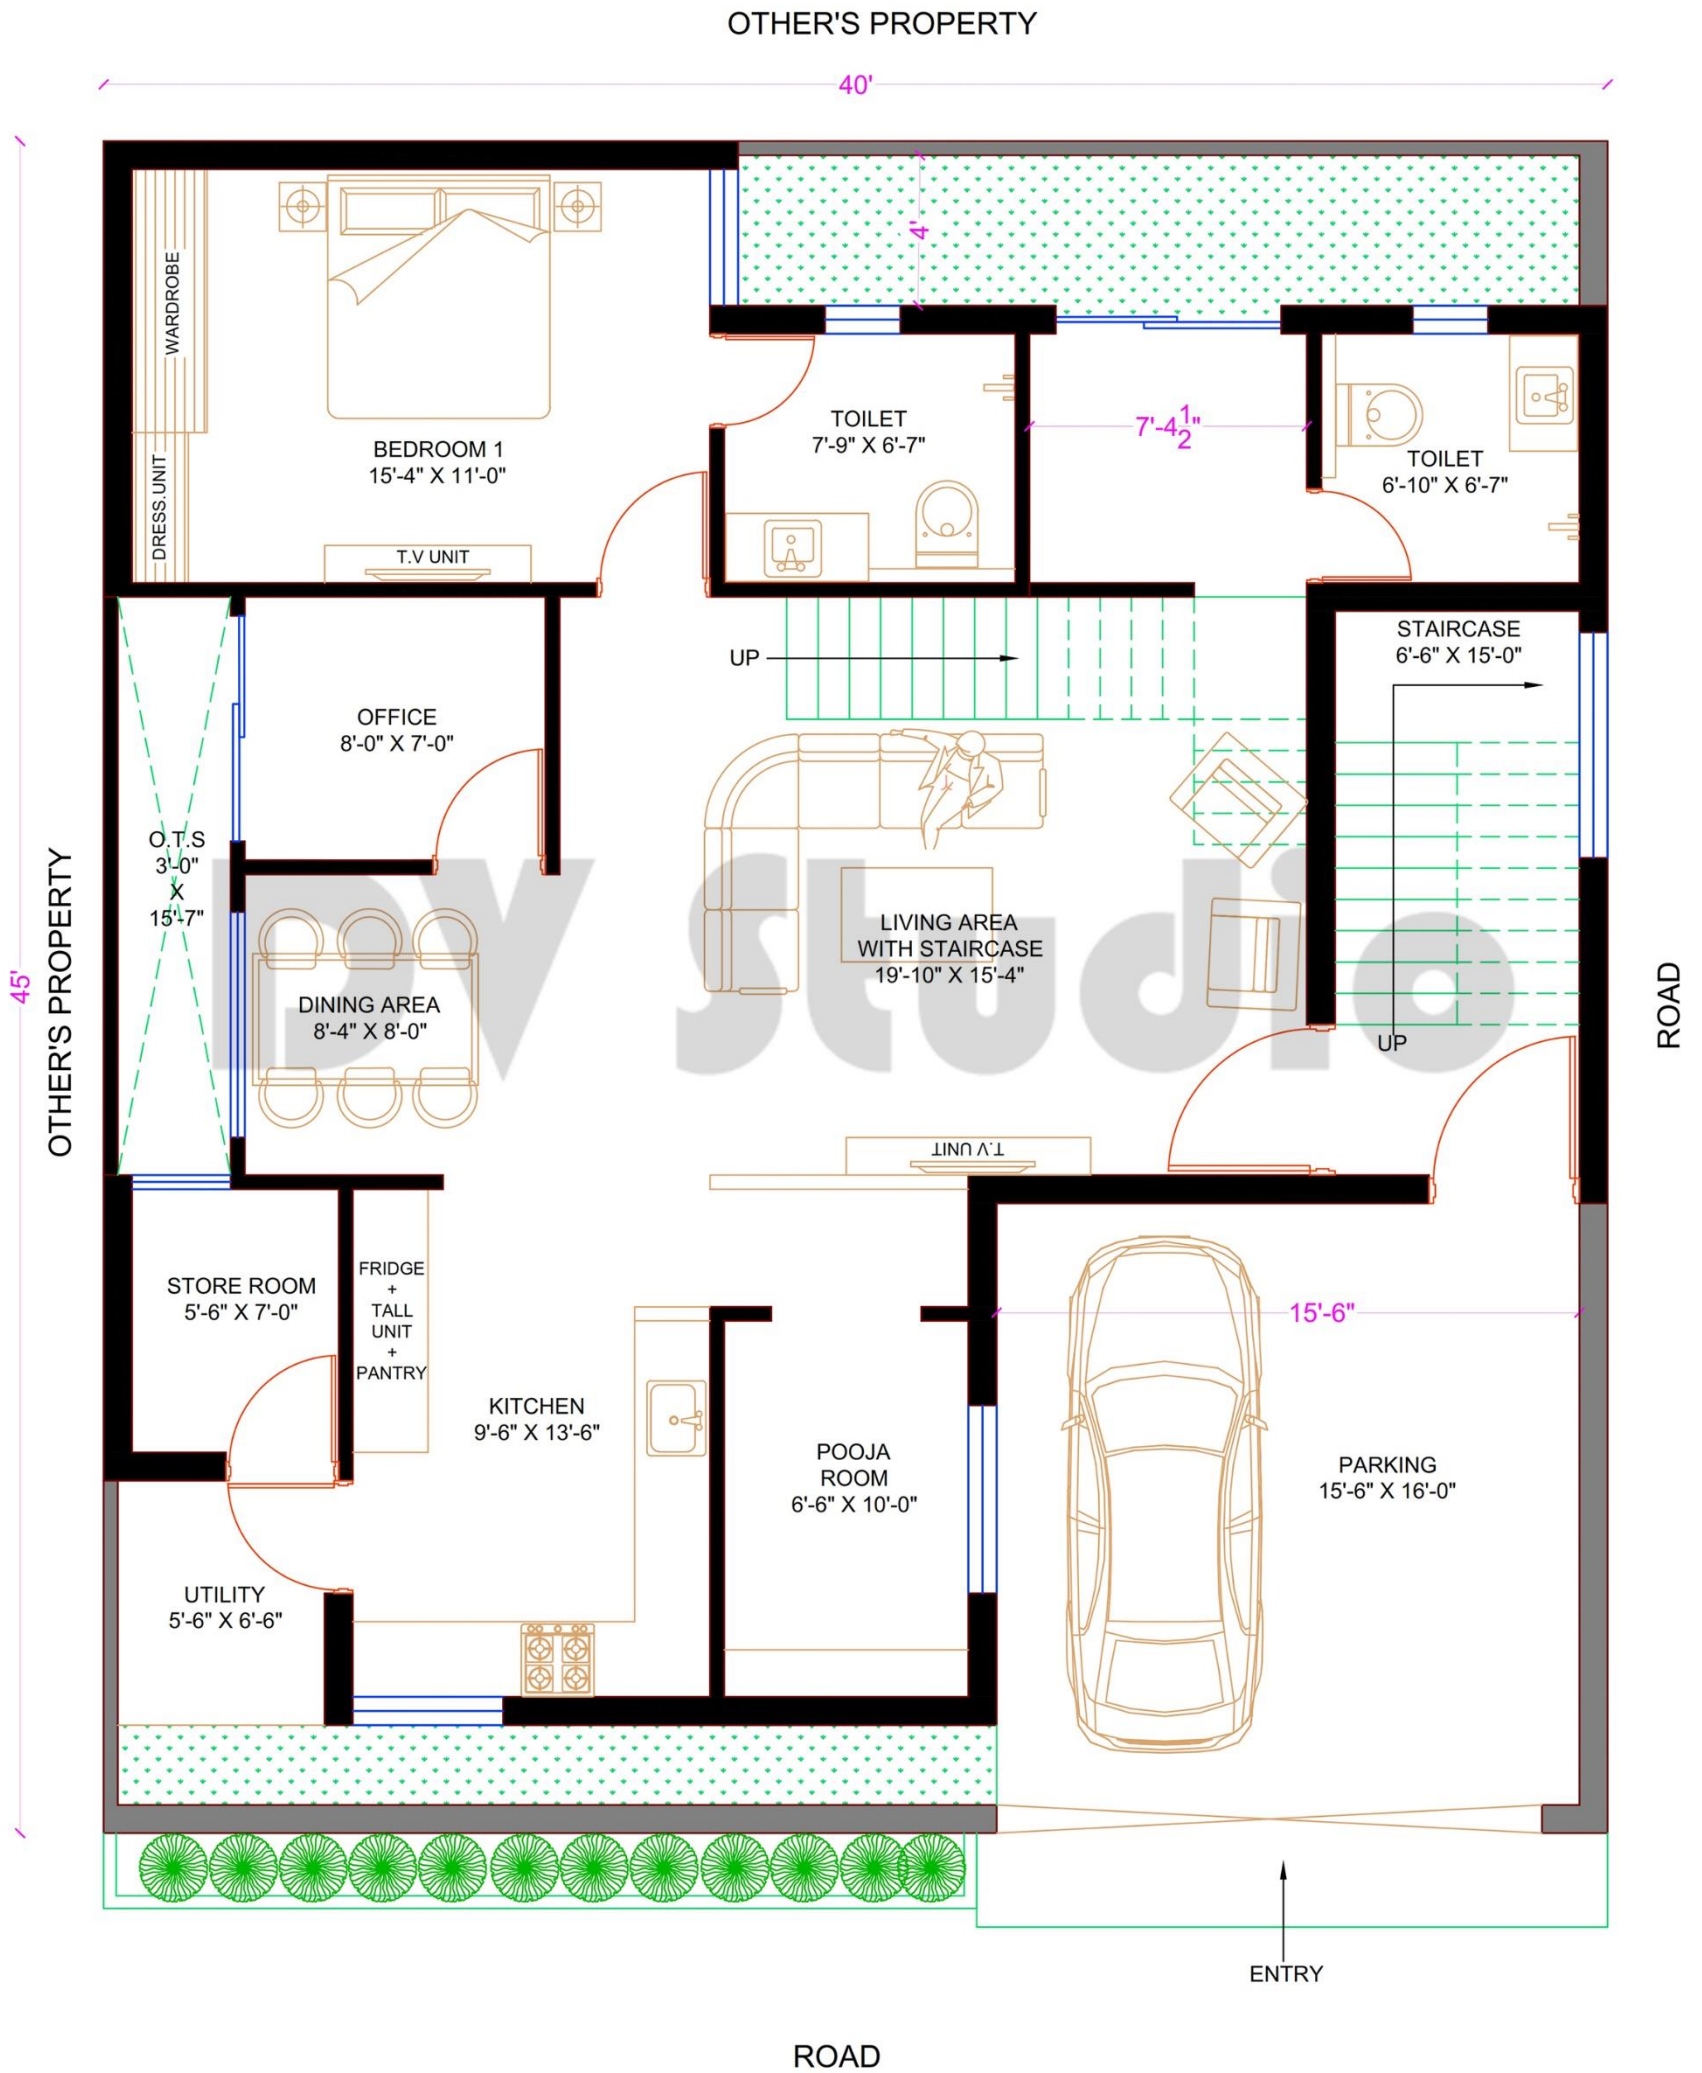 OTHER'S PROPERTY
40'
4'
WARDROBE
BEDROOM 1
15'-4" X 11'-0"
DRESS.UNIT
T.V UNIT
TOILET
7'-9" X 6'-7"
7'-4 1/2"
TOILET
6'-10" X 6'-7"
UP
STAIRCASE
6'-6" X 15'-0"
OFFICE
8'-0" X 7'-0"
O.T.S
3'-0"
X
15'-7"
OTHER'S PROPERTY
45'
DV Studio
LIVING AREA
WITH STAIRCASE
19'-10" X 15'-4"
DINING AREA
8'-4" X 8'-0"
UP
ROAD
T.V UNIT
STORE ROOM
5'-6" X 7'-0"
FRIDGE
+
TALL
UNIT
+
PANTRY
15'-6"
KITCHEN
9'-6" X 13'-6"
POOJA
ROOM
6'-6" X 10'-0"
PARKING
15'-6" X 16'-0"
UTILITY
5'-6" X 6'-6"
ENTRY
ROAD